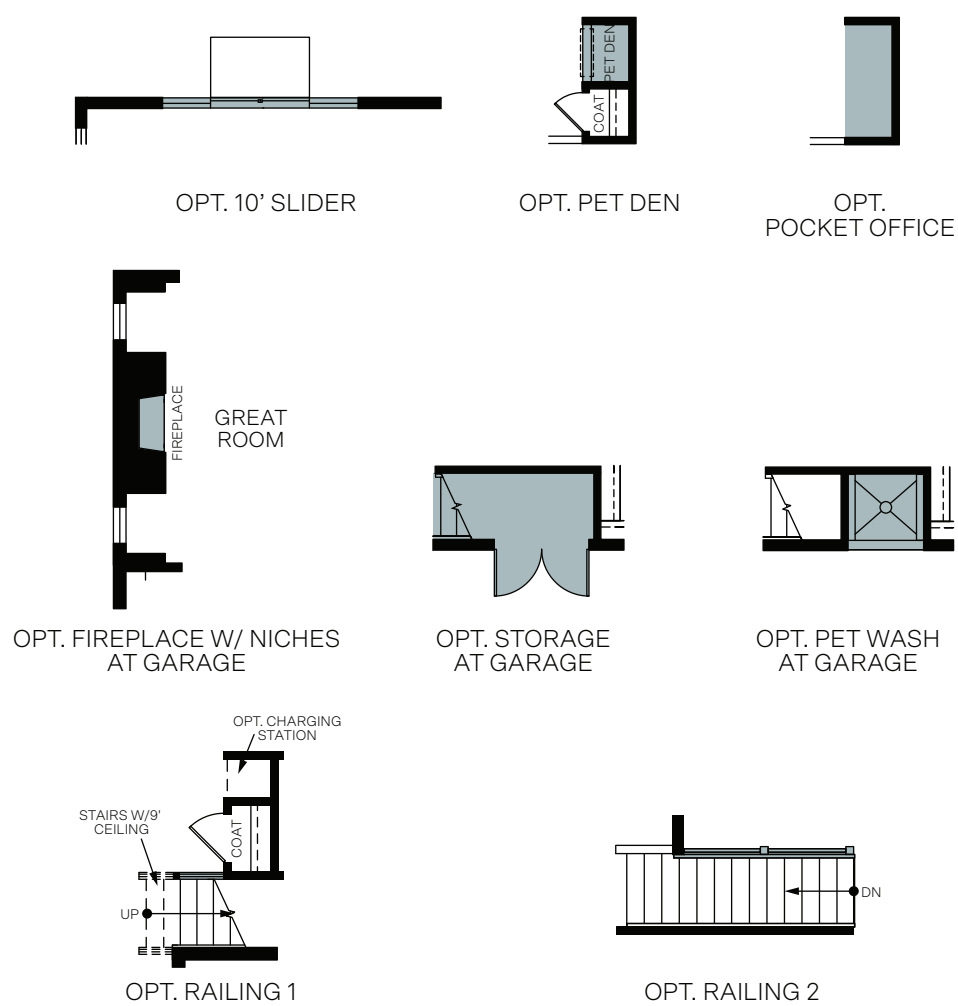 PET DEN
COAT
OPT. 10’ SLIDER
OPT. PET DEN
OPT.
POCKET OFFICE
FIREPLACE
GREAT
ROOM
OPT. FIREPLACE W/ NICHES
AT GARAGE
OPT. STORAGE
AT GARAGE
OPT. PET WASH
AT GARAGE
OPT. CHARGING
STATION
STAIRS W/9'
CEILING
COAT
UP
DN
OPT. RAILING 1
OPT. RAILING 2